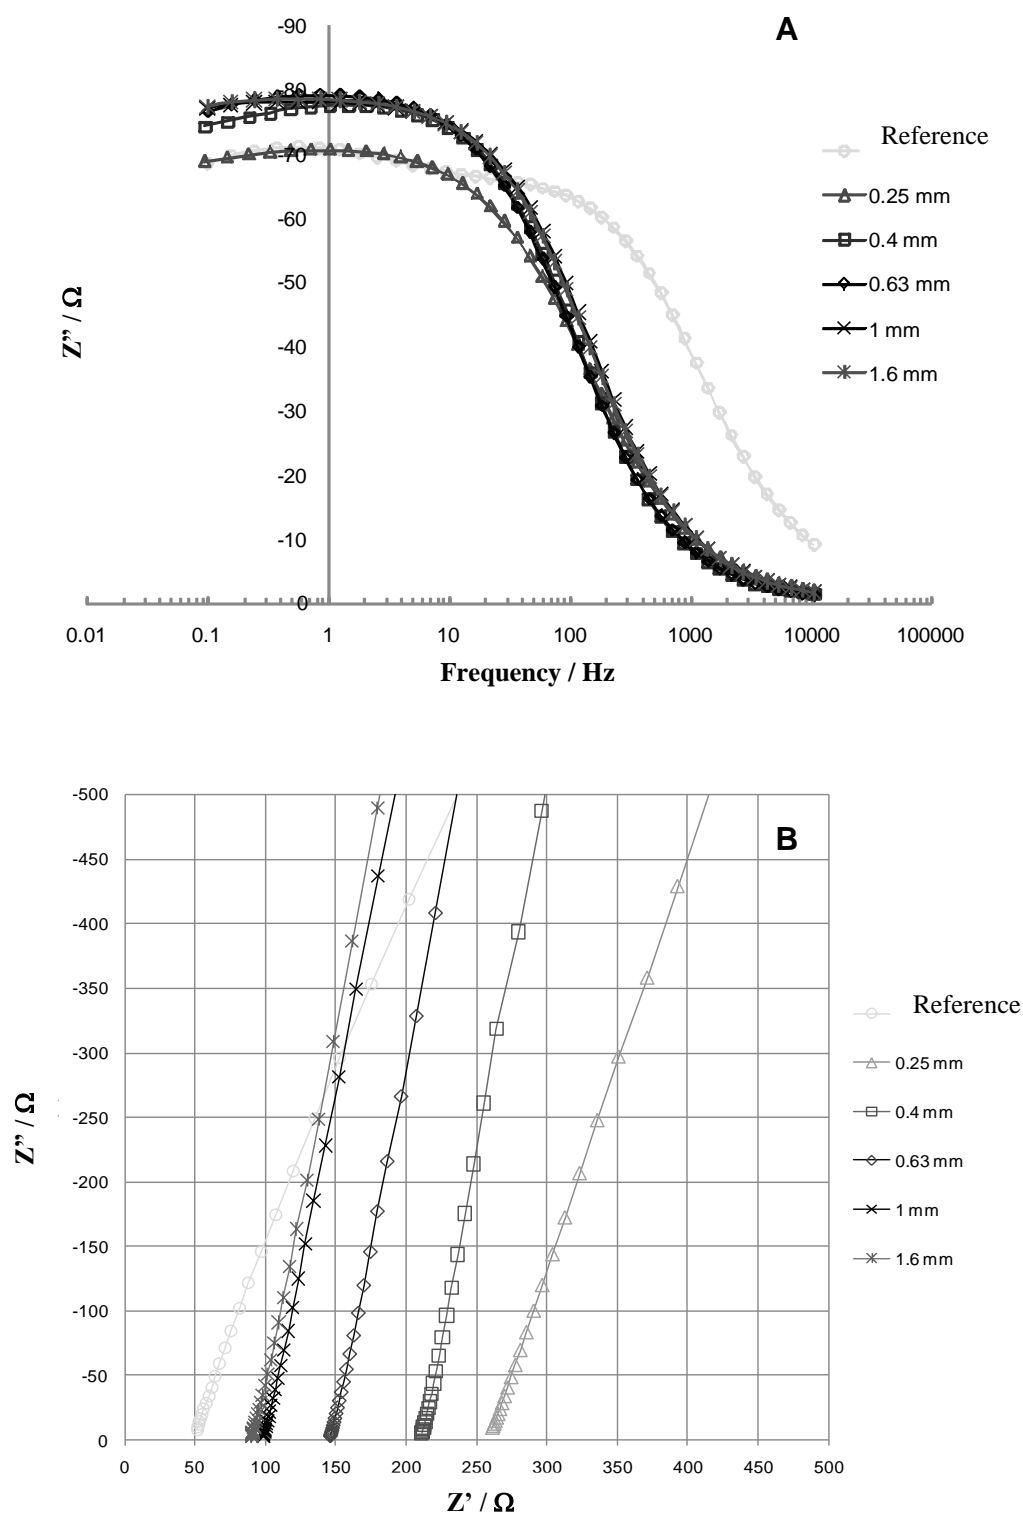 -90
A
-80
Reference
-70
0.25 mm
-60
0.4 mm
-50
0.63 mm
Z” / Ω
-40
1 mm
1.6 mm
-30
-20
-10
0
0.01 0.1 1 10 100 1000 10000 100000
Frequency / Hz
-500
B
-450
-400
-350
Reference
-300
0.25 mm
-250
0.4 mm
Z” / Ω
-200
0.63 mm
-150
1 mm
-100
1.6 mm
-50
0
0 50 100 150 200 250 300 350 400 450 500
Z’ / Ω